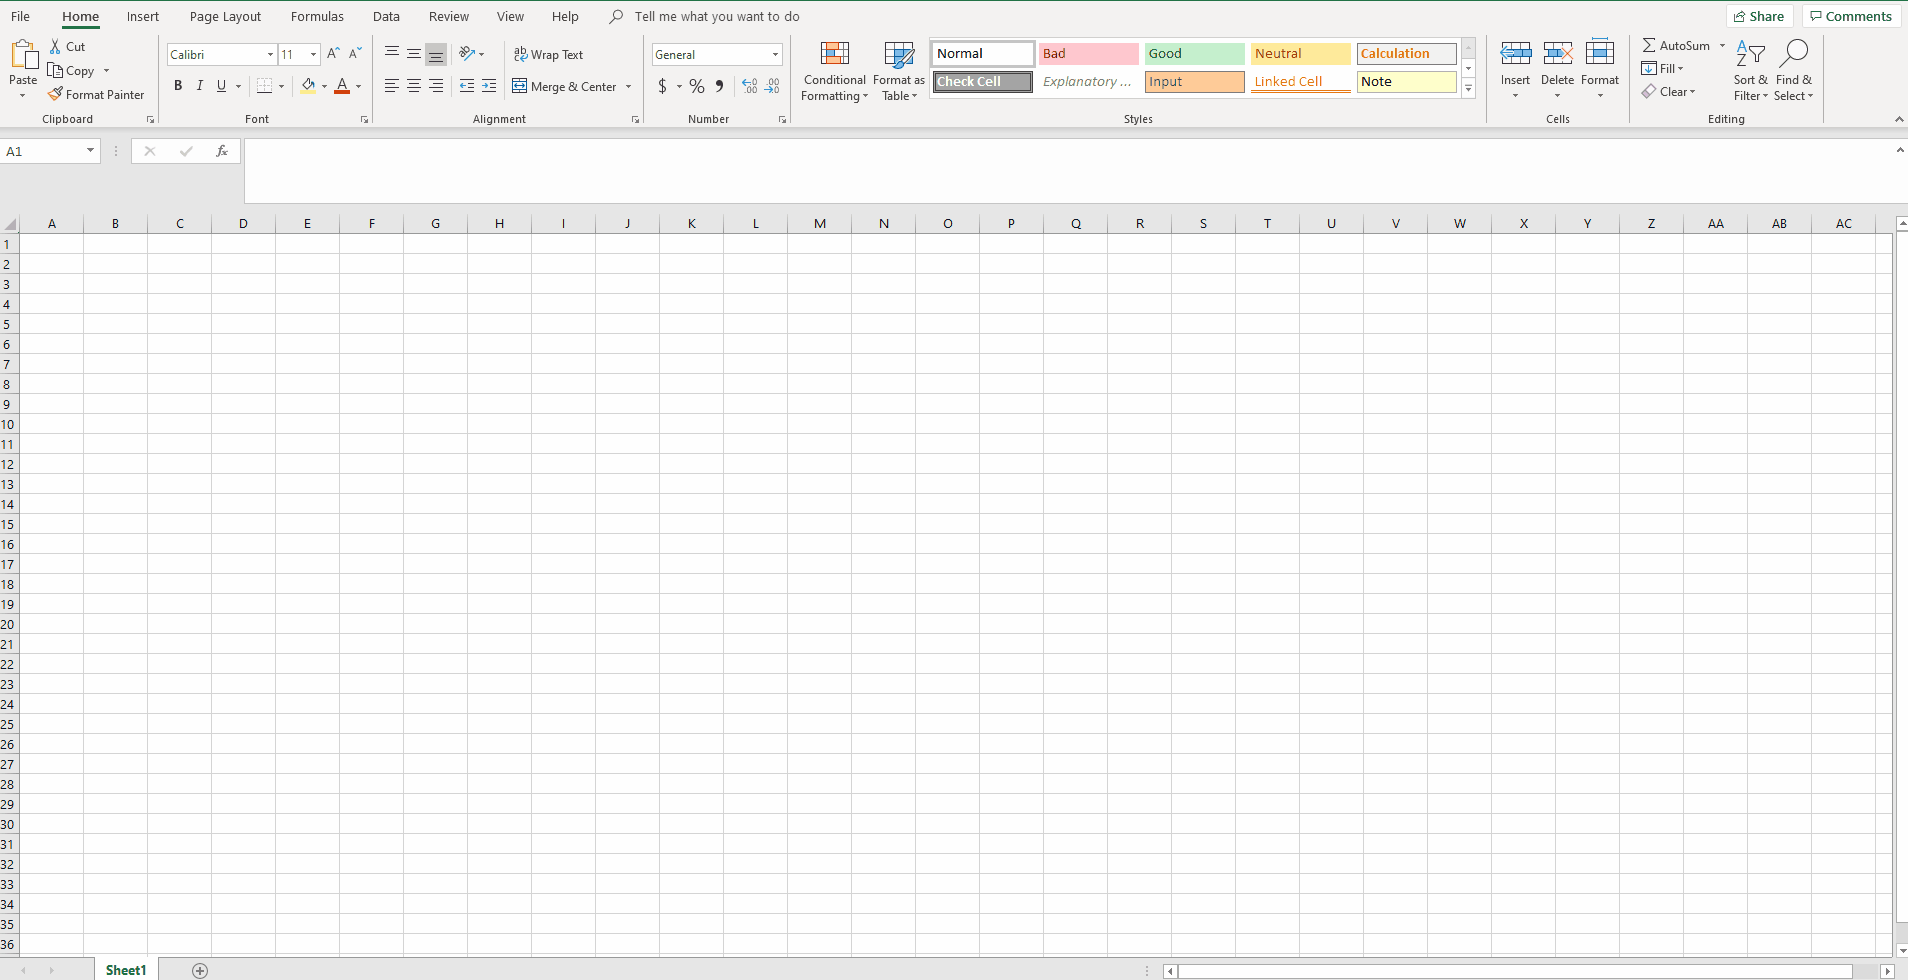 File Home Insert Page Layout Formulas Data Review View Help Tell me what you want to do Share Comments
Paste
Cut
Copy
Format Painter
Clipboard
Calibri 11
B I U
Font
Wrap Text
Merge & Center
Alignment
General
$ % ,
Number
Conditional Formatting
Format as Table
Normal Bad Good Neutral Calculation
Check Cell Explanatory ... Input Linked Cell Note
Styles
Insert Delete Format
Cells
AutoSum
Fill
Clear
Sort & Filter
Find & Select
Editing
A1 fx
A B C D E F G H I J K L M N O P Q R S T U V W X Y Z AA AB AC
1
2
3
4
5
6
7
8
9
10
11
12
13
14
15
16
17
18
19
20
21
22
23
24
25
26
27
28
29
30
31
32
33
34
35
36
Sheet1